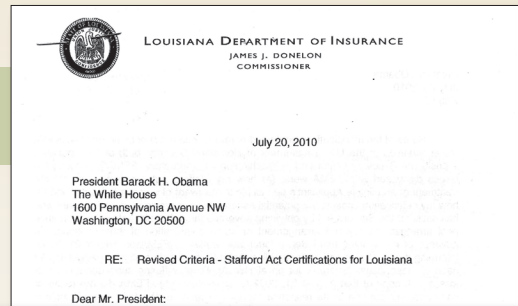 LOUISIANA DEPARTMENT OF INSURANCE
JAMES J. DONELON
COMMISSIONER
July 20, 2010
President Barack H. Obama
The White House
1600 Pennsylvania Avenue NW
Washington, DC 20500
RE: Revised Criteria - Stafford Act Certifications for Louisiana
Dear Mr. President: